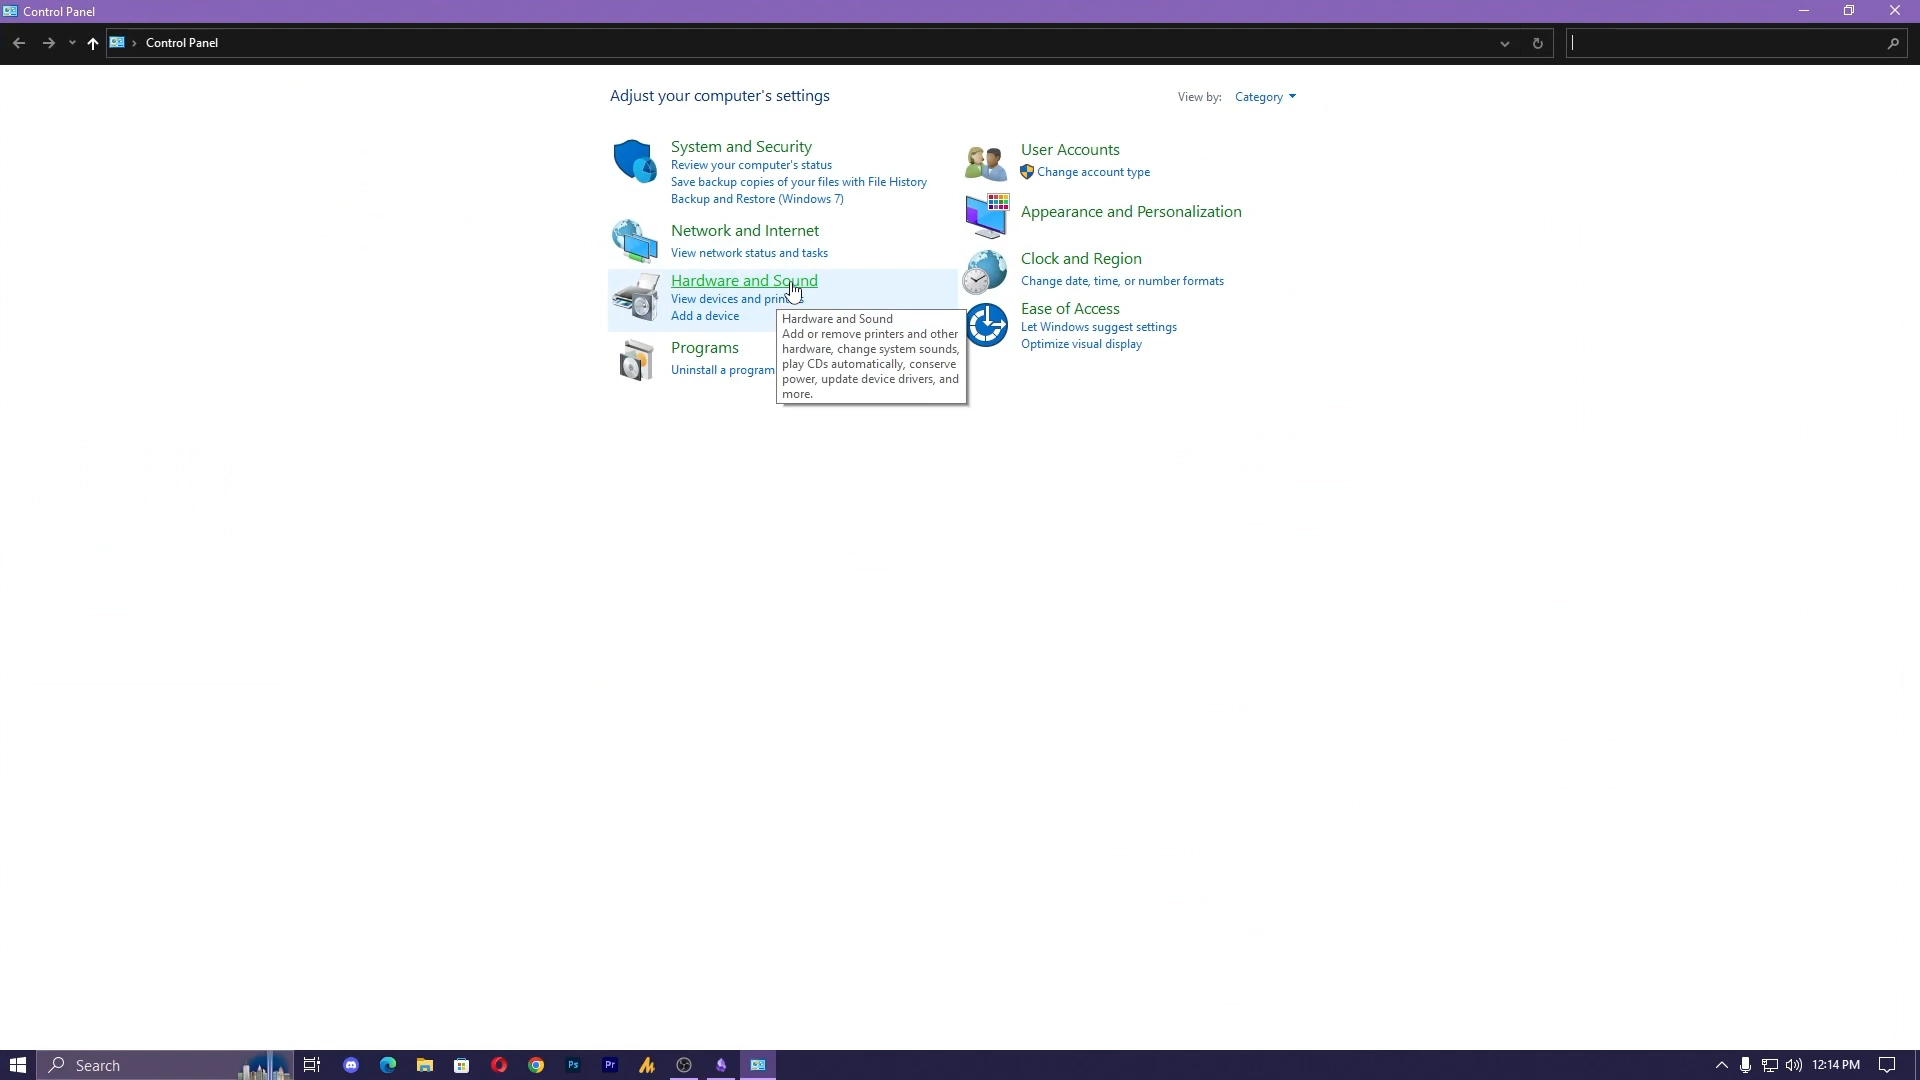 Control Panel
Control Panel
Adjust your computer's settings
View by: Category
System and Security
Review your computer's status
Save backup copies of your files with File History
Backup and Restore (Windows 7)
Network and Internet
View network status and tasks
Hardware and Sound
View devices and
Add a device
Programs
Uninstall a program
Hardware and Sound
Add or remove printers and other
hardware, change system sounds,
play CDs automatically, conserve
power, update device drivers, and
more.
User Accounts
Change account type
Appearance and Personalization
Clock and Region
Change date, time, or number formats
Ease of Access
Let Windows suggest settings
Optimize visual display
Search
Ps
Pr
12:14 PM